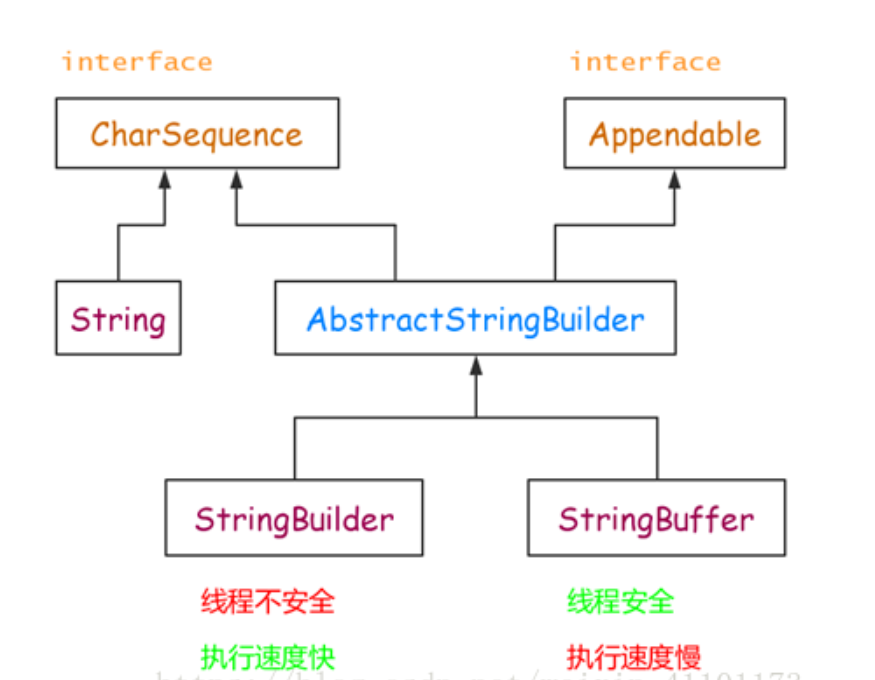 interface interface
CharSequence Appendable
String AbstractStringBuilder
StringBuilder StringBuffer
线程不安全 线程安全
执行速度快 执行速度慢